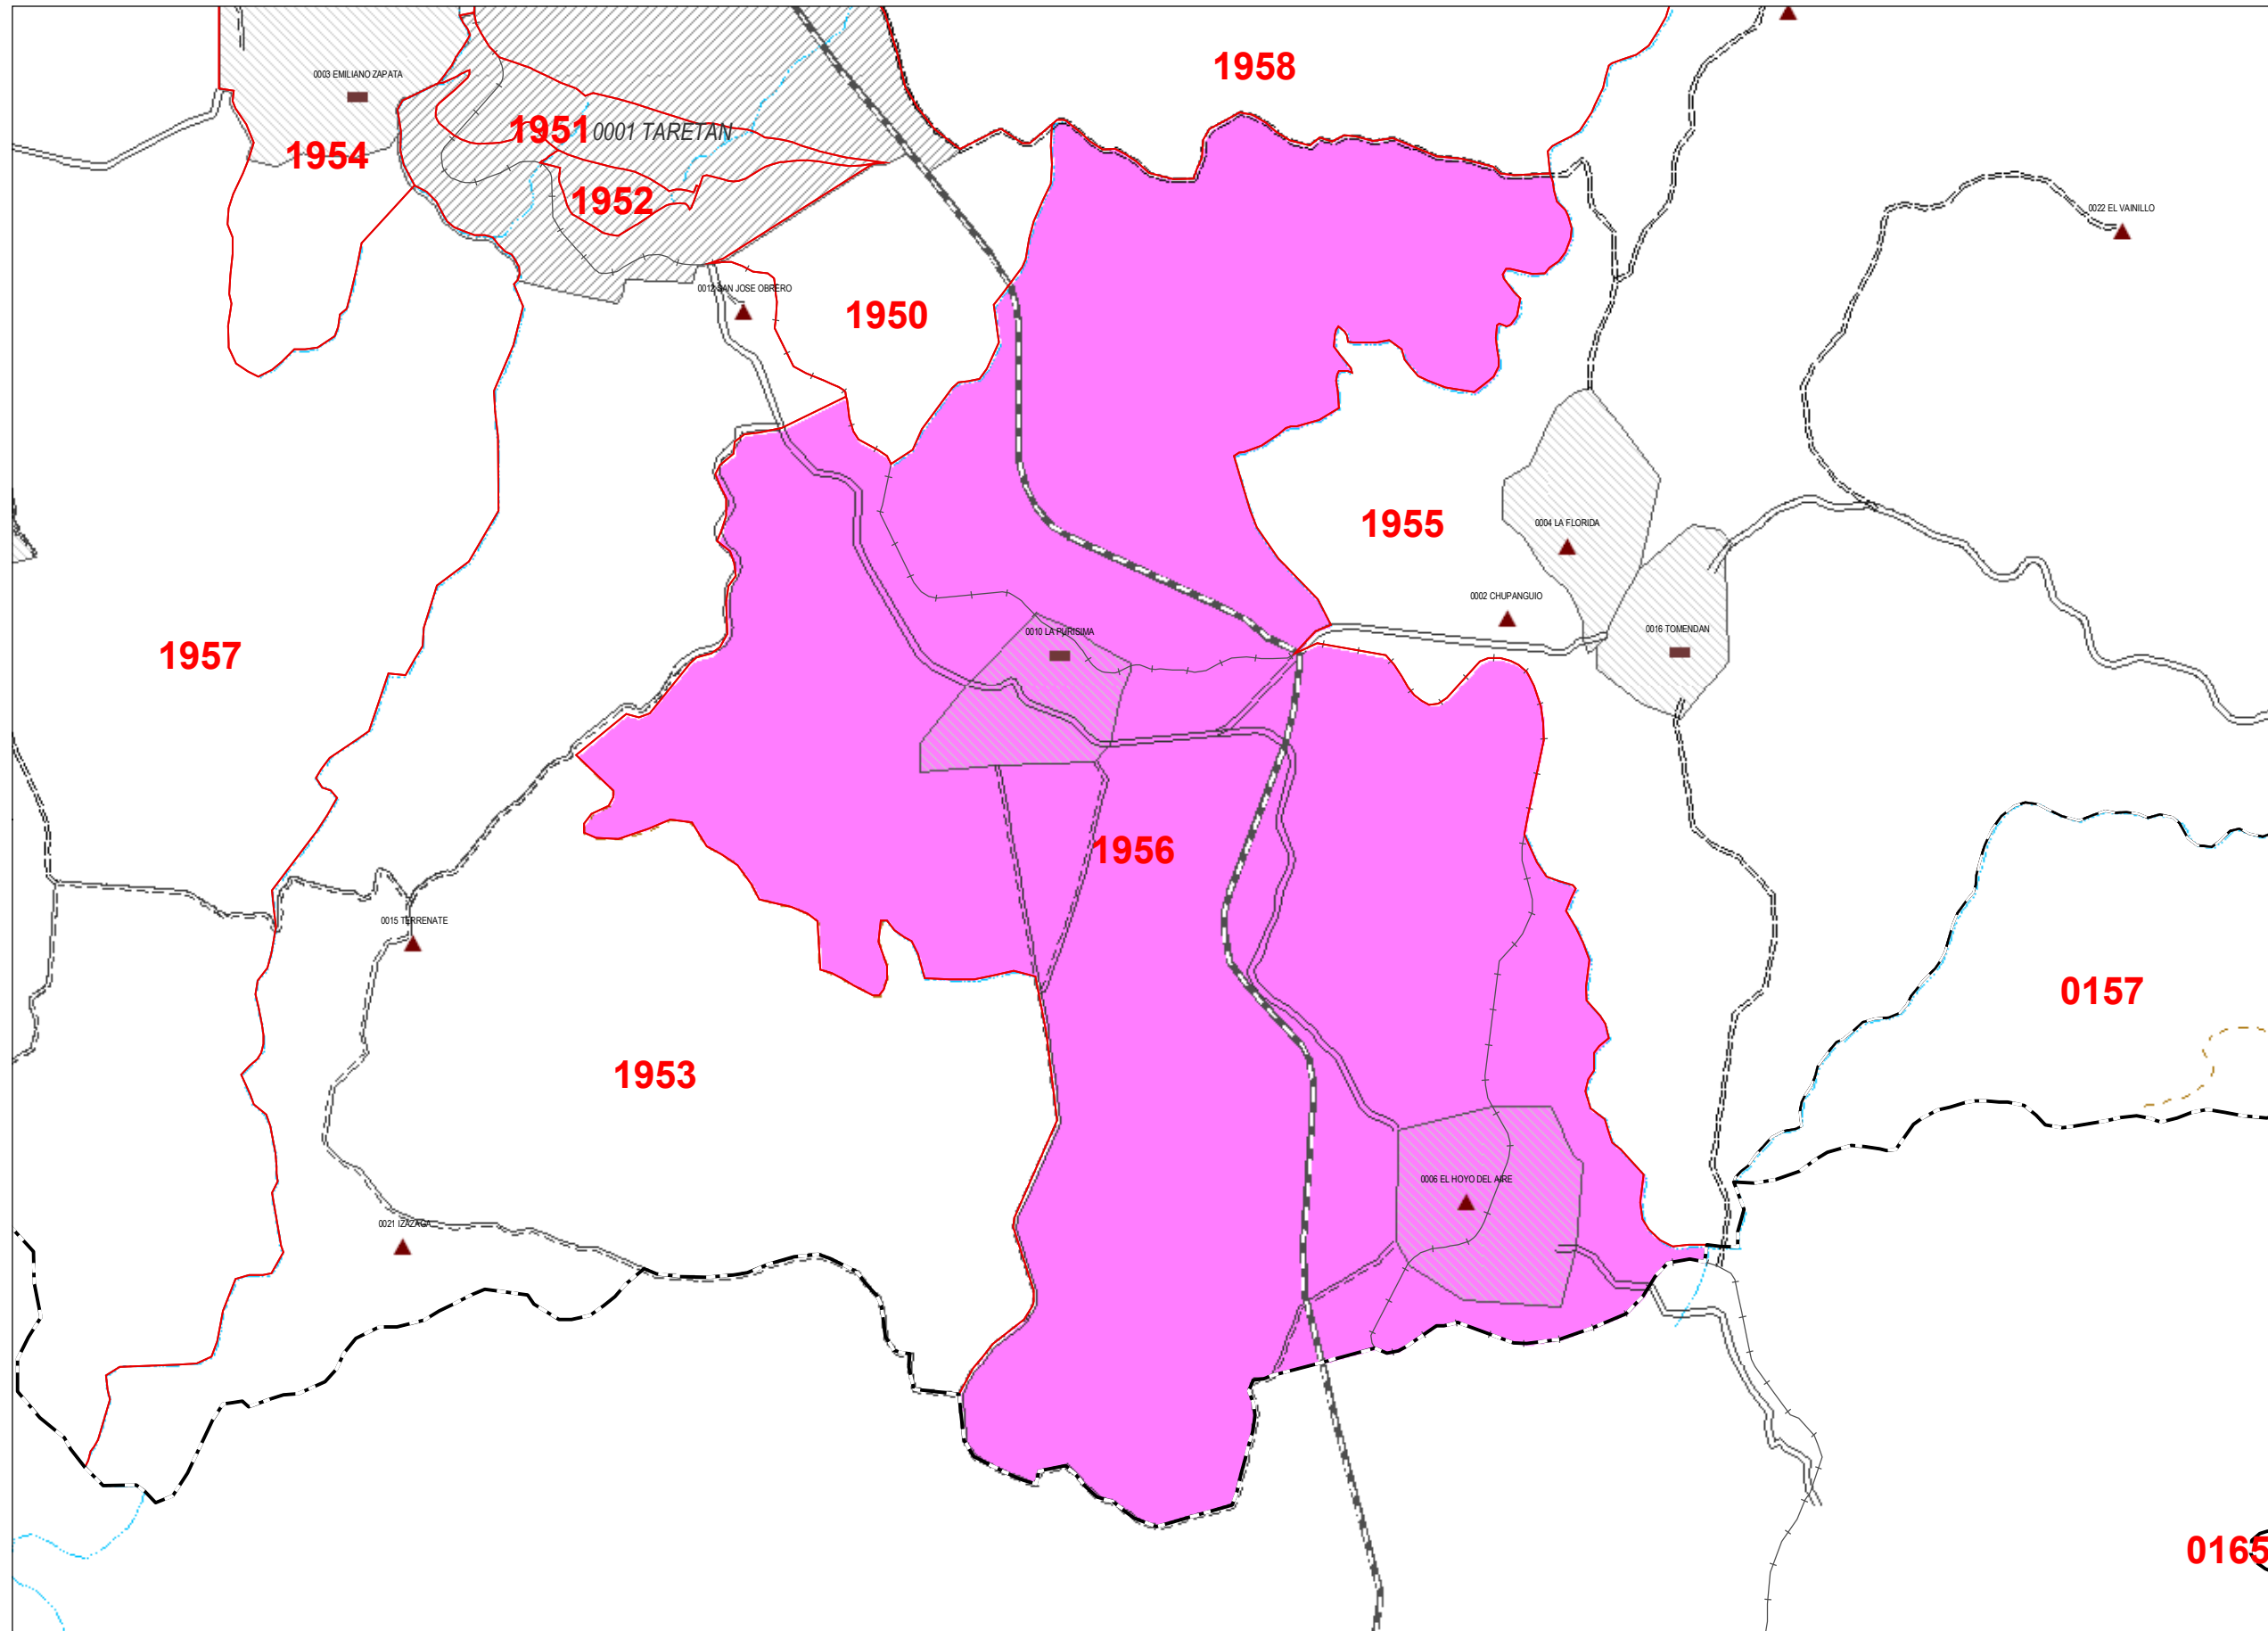 1958
0003 EMILIANO ZAPATA
1951
0001 TARETAN
1954
1952
0022 EL VAINILLO
0012 SAN JOSE OBRERO
1950
1955
0004 LA FLORIDA
0002 CHUPANGUIO
0010 LA PURISIMA
0016 TOMENDAN
1957
1956
0015 TERRENATE
0157
1953
0006 EL HOYO DEL AIRE
0021 IZAZAGA
0165